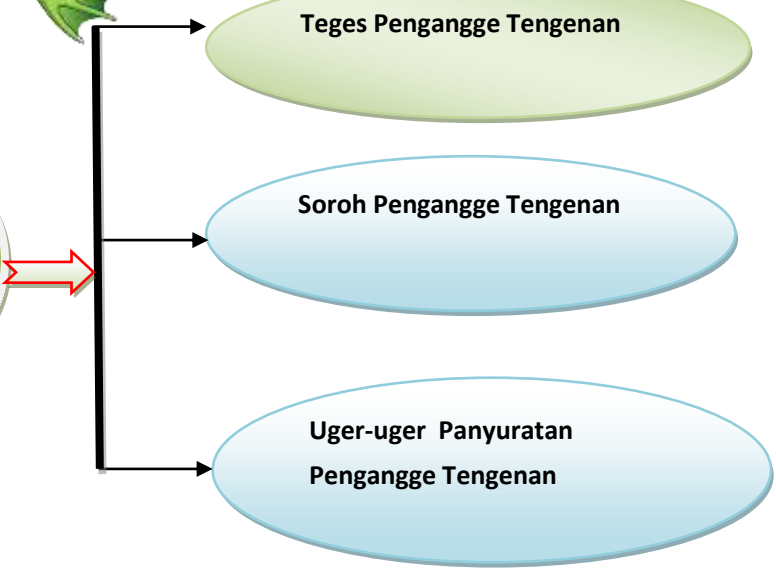 Teges Pengangge Tengenan
Soroh Pengangge Tengenan
Uger-uger Panyuratan
Pengangge Tengenan